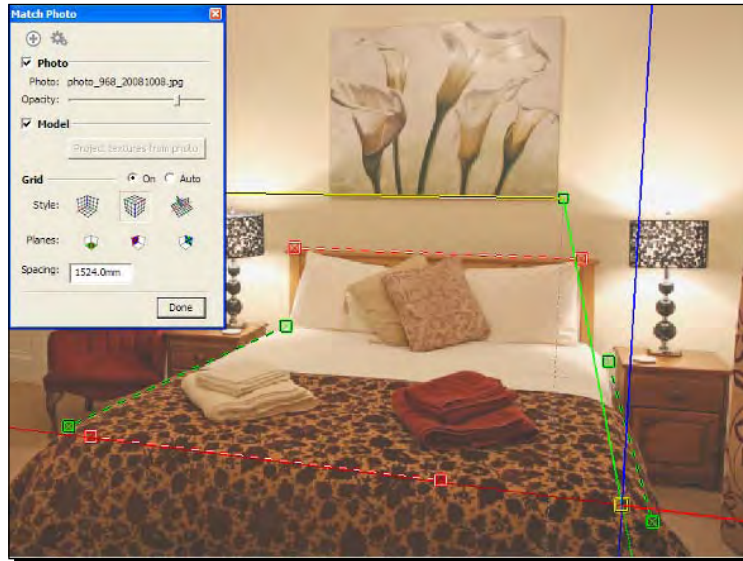 Match Photo
Photo
Photo: photo_968_20081008.jpg
Opacity:
Model
Project textures from photo
Grid On Auto
Style:
Planes:
Spacing: 1524.0mm
Done